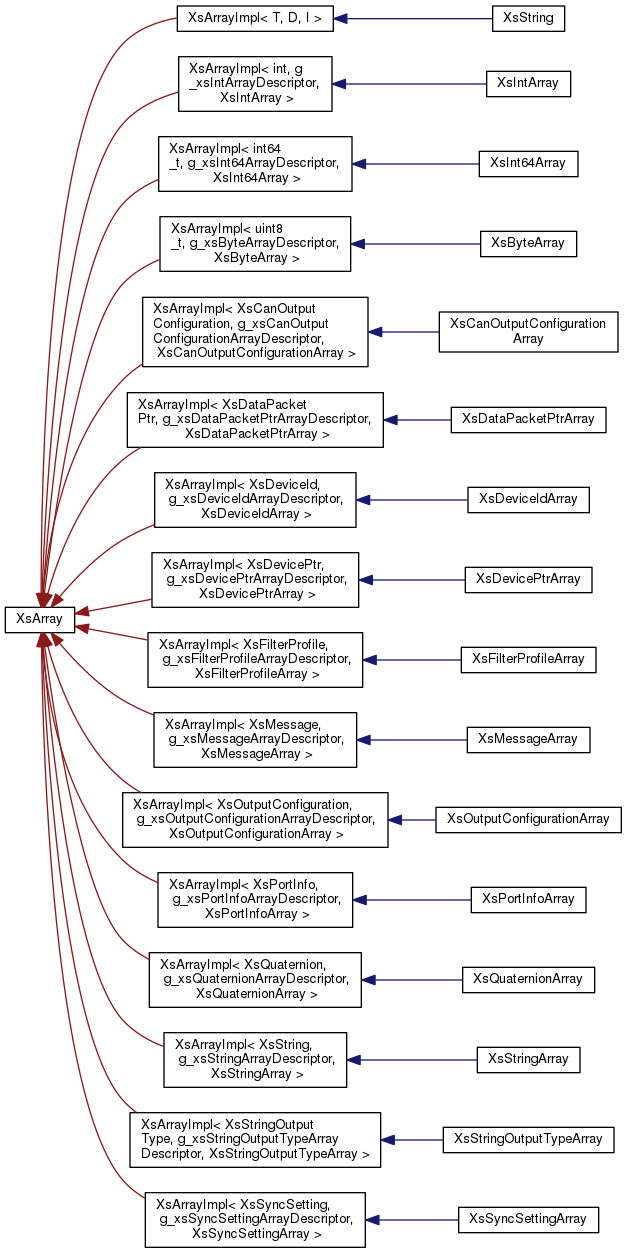 XsArrayImpl< T, D, I >
XsString
XsArrayImpl< int, g
_xsIntArrayDescriptor,
XsIntArray >
XsIntArray
XsArrayImpl< int64
_t, g_xsInt64ArrayDescriptor,
XsInt64Array >
XsInt64Array
XsArrayImpl< uint8
_t, g_xsByteArrayDescriptor,
XsByteArray >
XsByteArray
XsArrayImpl< XsCanOutput
Configuration, g_xsCanOutput
ConfigurationArrayDescriptor,
XsCanOutputConfigurationArray >
XsCanOutputConfiguration
Array
XsArrayImpl< XsDataPacket
Ptr, g_xsDataPacketPtrArrayDescriptor,
XsDataPacketPtrArray >
XsDataPacketPtrArray
XsArrayImpl< XsDeviceId,
g_xsDeviceIdArrayDescriptor,
XsDeviceIdArray >
XsDeviceIdArray
XsArrayImpl< XsDevicePtr,
g_xsDevicePtrArrayDescriptor,
XsDevicePtrArray >
XsDevicePtrArray
XsArray
XsArrayImpl< XsFilterProfile,
g_xsFilterProfileArrayDescriptor,
XsFilterProfileArray >
XsFilterProfileArray
XsArrayImpl< XsMessage,
g_xsMessageArrayDescriptor,
XsMessageArray >
XsMessageArray
XsArrayImpl< XsOutputConfiguration,
g_xsOutputConfigurationArrayDescriptor,
XsOutputConfigurationArray >
XsOutputConfigurationArray
XsArrayImpl< XsPortInfo,
g_xsPortInfoArrayDescriptor,
XsPortInfoArray >
XsPortInfoArray
XsArrayImpl< XsQuaternion,
g_xsQuaternionArrayDescriptor,
XsQuaternionArray >
XsQuaternionArray
XsArrayImpl< XsString,
g_xsStringArrayDescriptor,
XsStringArray >
XsStringArray
XsArrayImpl< XsStringOutput
Type, g_xsStringOutputTypeArray
Descriptor, XsStringOutputTypeArray >
XsStringOutputTypeArray
XsArrayImpl< XsSyncSetting,
g_xsSyncSettingArrayDescriptor,
XsSyncSettingArray >
XsSyncSettingArray